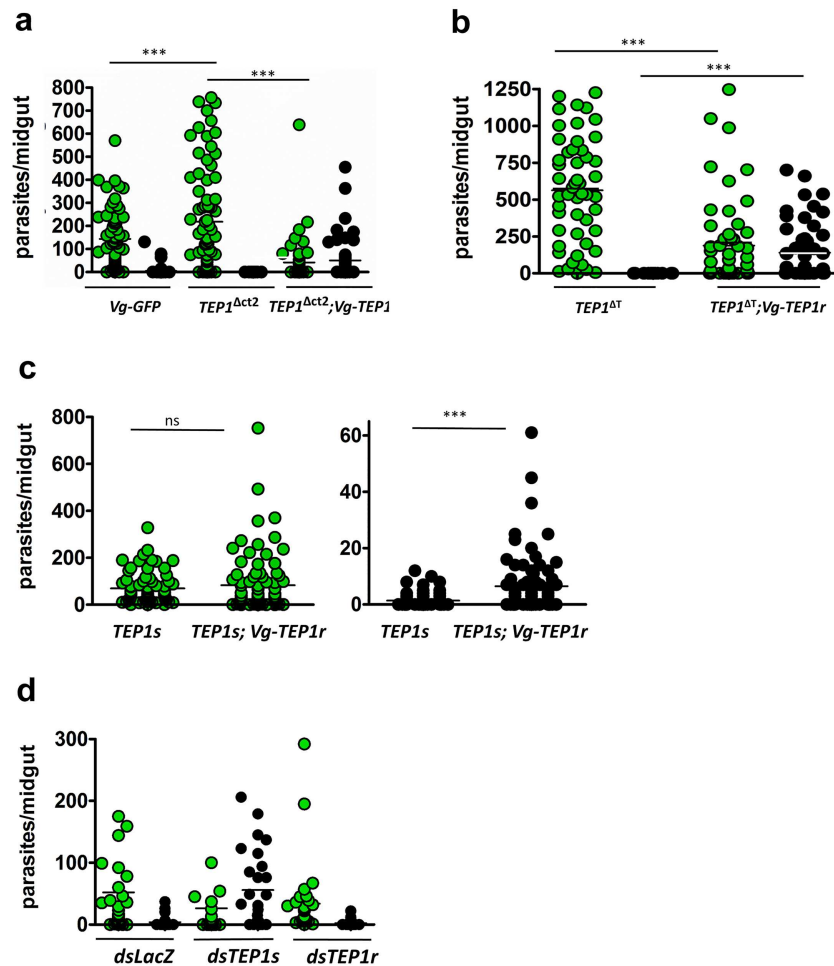 a
***
***
parasites/midgut
800
700
600
500
400
300
200
100
0
Vg-GFP TEP1Δct2 TEP1Δct2;Vg-TEP1
b
***
***
parasites/midgut
1250
1000
750
500
250
0
TEP1ΔT TEP1ΔT;Vg-TEP1r
c
ns
parasites/midgut
800
600
400
200
0
TEP1s TEP1s; Vg-TEP1r
***
60
40
20
0
TEP1s TEP1s; Vg-TEP1r
d
parasites/midgut
300
200
100
0
dsLacZ dsTEP1s dsTEP1r